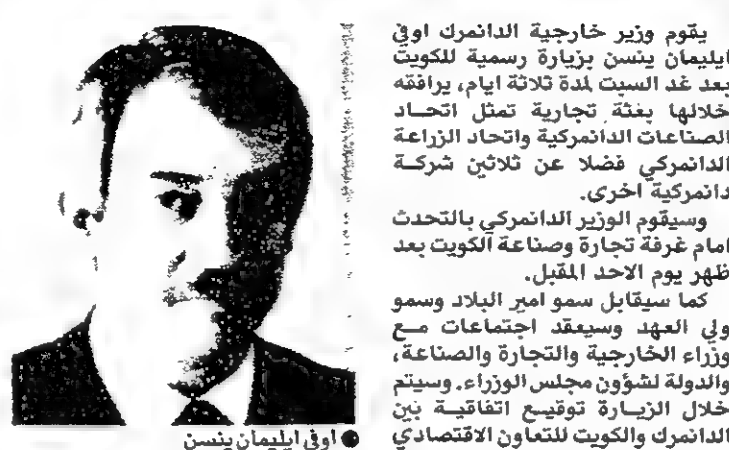 يقوم وزير خارجية الدانمرك اوفي
ايليمان ينسن بزيارة رسمية للكويت
بعد غد السبت لمدة ثلاثة ايام، يرافقه
خلالها بعثة تجارية تمثل اتحاد
الصناعات الدانمركية واتحاد الزراعة
الدانمركي فضلا عن ثلاثين شركة
دانمركية اخرى.
وسيقوم الوزير الدانمركي بالتحدث
امام غرفة تجارة وصناعة الكويت بعد
ظهر يوم الاحد المقبل.
كما سيقابل سمو امير البلاد وسمو
ولي العهد وسيعقد اجتماعات مع
وزراء الخارجية والتجارة والصناعة،
والدولة لشؤون مجلس الوزراء. وسيتم
خلال الزيارة توقيع اتفاقية بين
الدانمرك والكويت للتعاون الاقتصادي
● اوفي ايليمان ينسن